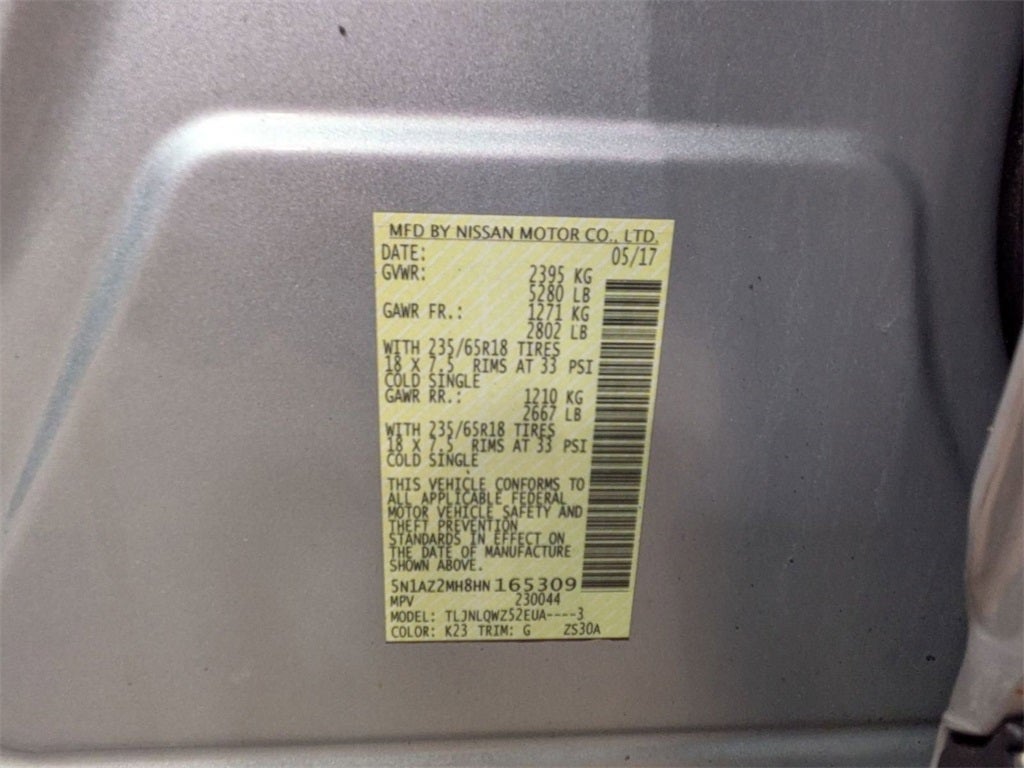 MFD BY NISSAN MOTOR CO., LTD.
DATE: 05/17
GVWR: 2395 KG
5280 LB
GAWR FR.: 1271 KG
2802 LB
WITH 235/65R18 TIRES
18 X 7.5 RIMS AT 33 PSI
COLD SINGLE
GAWR RR.: 1210 KG
2667 LB
WITH 235/65R18 TIRES
18 X 7.5 RIMS AT 33 PSI
COLD SINGLE
THIS VEHICLE CONFORMS TO
ALL APPLICABLE FEDERAL
MOTOR VEHICLE SAFETY AND
THEFT PREVENTION
STANDARDS IN EFFECT ON
THE DATE OF MANUFACTURE
SHOWN ABOVE.
5N1AZ2MH8HN165309
MPV 230044
MODEL: TLJNLQWZ52EUA----3
COLOR: K23 TRIM: G ZS30A